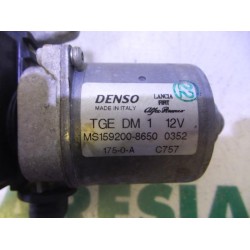 DENSO
MADE IN ITALY
LANCIA
FIAT
Alfa Romeo
TGE DM 1 12V
MS159200-8650 0352
175-0-A C757